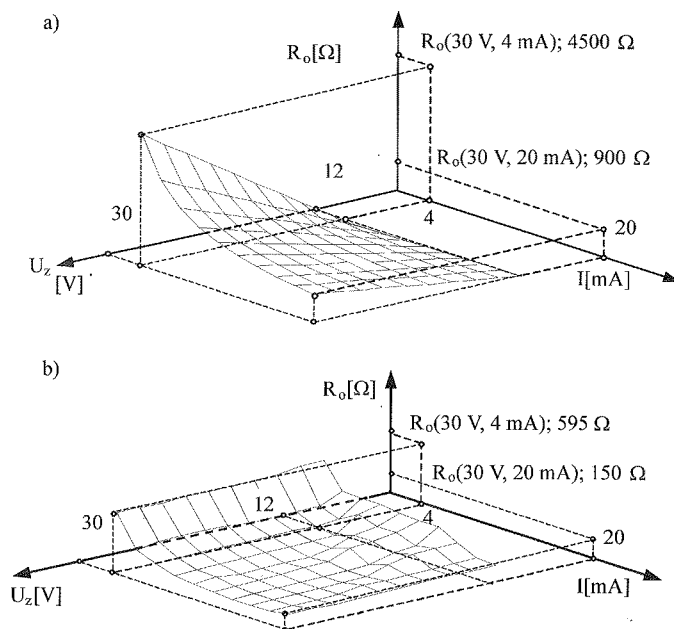 a)
Rₒ[Ω]
Rₒ(30 V, 4 mA); 4500 Ω
Rₒ(30 V, 20 mA); 900 Ω
12
30
4
20
U_z
[V]
I[mA]
b)
Rₒ[Ω]
Rₒ(30 V, 4 mA); 595 Ω
Rₒ(30 V, 20 mA); 150 Ω
12
30
4
20
U_z[V]
I[mA]